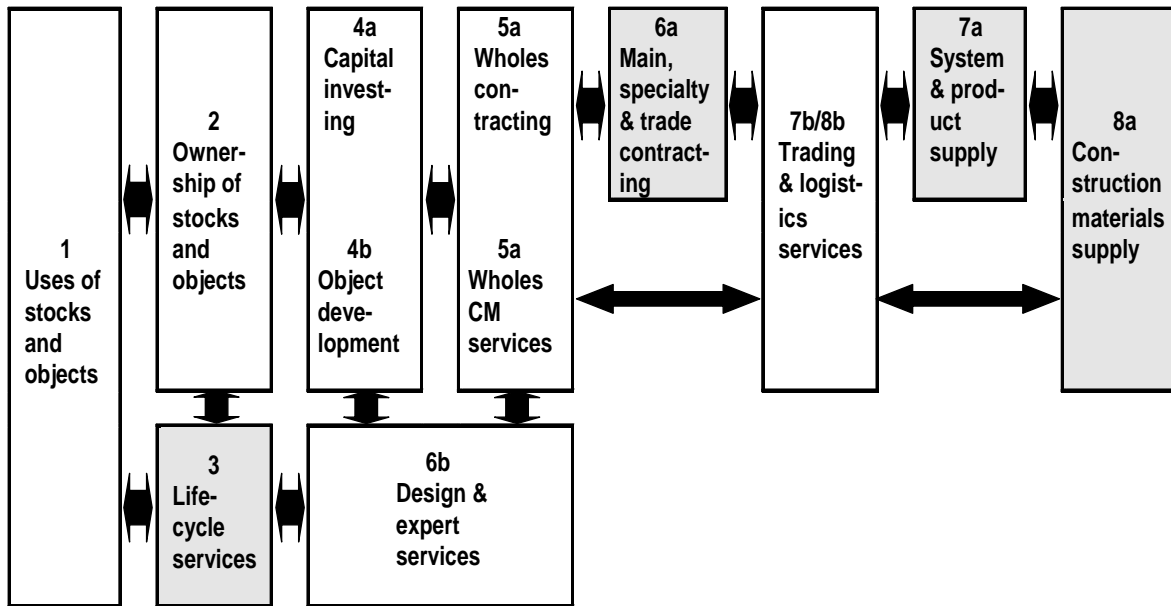 1
Uses of
stocks
and
objects
2
Owner-
ship of
stocks
and
objects
3
Life-
cycle
services
4a
Capital
invest-
ing
4b
Object
deve-
lopment
5a
Wholes
con-
tracting
5a
Wholes
CM
services
6b
Design &
expert
services
6a
Main,
specialty
& trade
contract-
ing
7b/8b
Trading
& logist-
ics
services
7a
System
& prod-
uct
supply
8a
Con-
struction
materials
supply